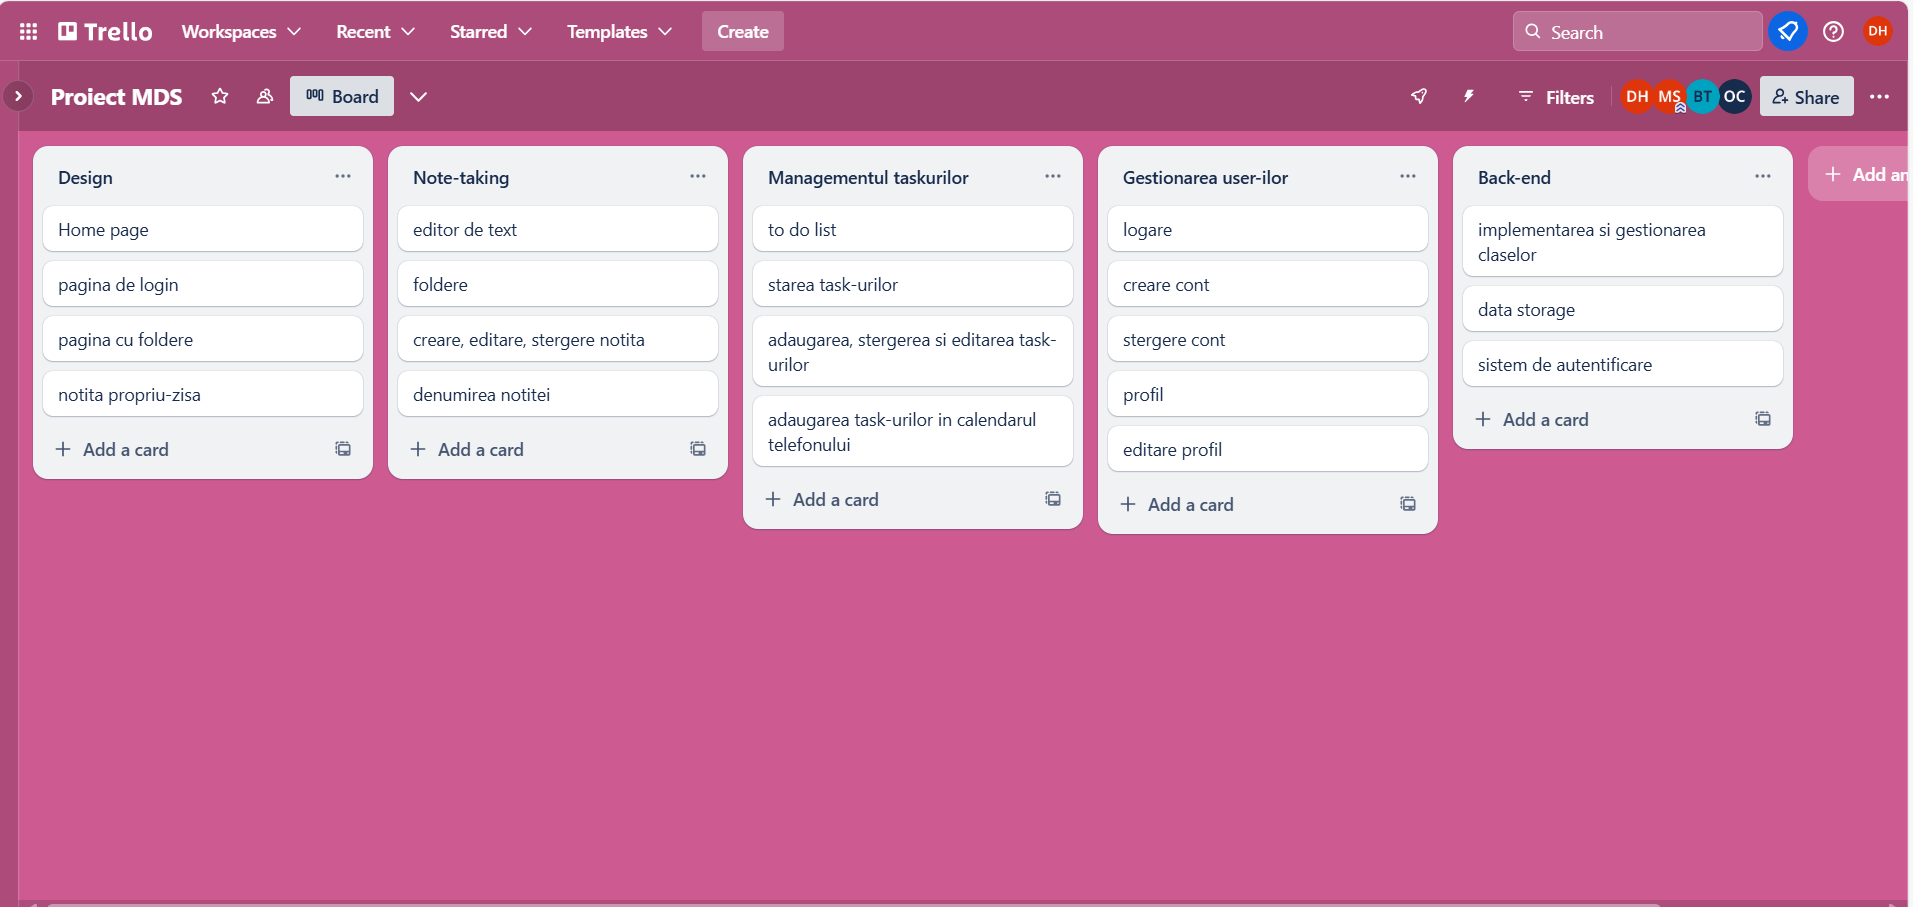 Trello
Workspaces
Recent
Starred
Templates
Create
Search
DH
Proiect MDS
Board
Filters
DH
MS
BT
OC
Share
Design
Home page
pagina de login
pagina cu foldere
notita propriu-zisa
Add a card
Note-taking
editor de text
foldere
creare, editare, stergere notita
denumirea notitei
Add a card
Managementul taskurilor
to do list
starea task-urilor
adaugarea, stergerea si editarea task-
urilor
adaugarea task-urilor in calendarul
telefonului
Add a card
Gestionarea user-ilor
logare
creare cont
stergere cont
profil
editare profil
Add a card
Back-end
implementarea si gestionarea
claselor
data storage
sistem de autentificare
Add a card
Add an